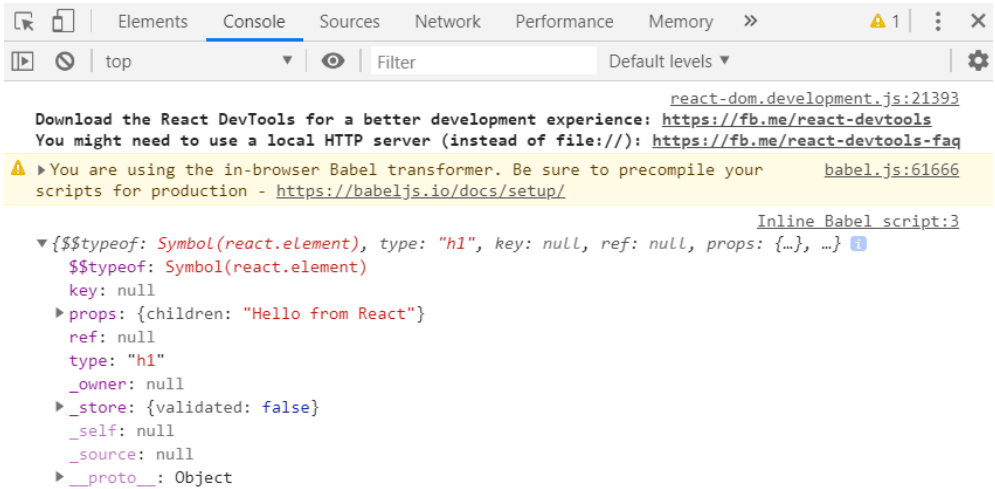 Elements Console Sources Network Performance Memory » 1
top Filter Default levels
react-dom.development.js:21393
Download the React DevTools for a better development experience: https://fb.me/react-devtools
You might need to use a local HTTP server (instead of file://): https://fb.me/react-devtools-faq
You are using the in-browser Babel transformer. Be sure to precompile your babel.js:61666
scripts for production - https://babeljs.io/docs/setup/
Inline Babel script:3
{$$typeof: Symbol(react.element), type: "h1", key: null, ref: null, props: {…}, …} i
$$typeof: Symbol(react.element)
key: null
props: {children: "Hello from React"}
ref: null
type: "h1"
_owner: null
_store: {validated: false}
_self: null
_source: null
__proto__: Object